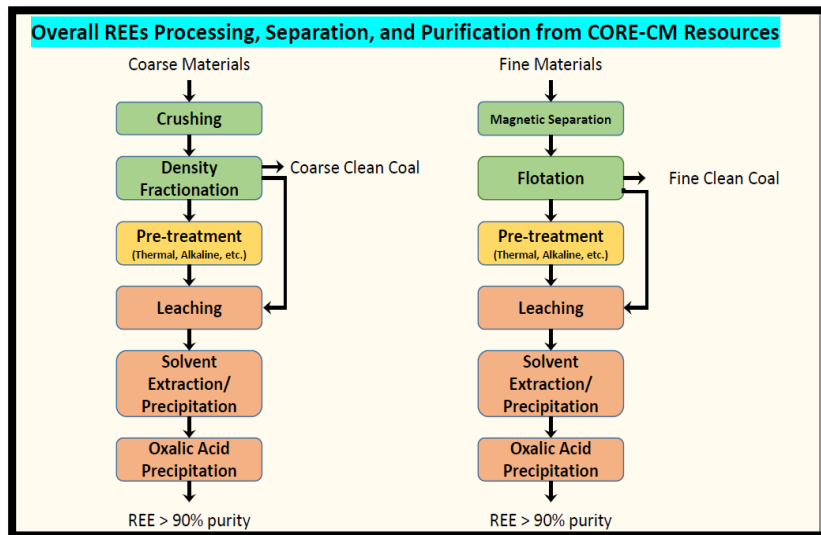 Overall REEs Processing, Separation, and Purification from CORE-CM Resources
Coarse Materials
Crushing
Density
Fractionation
Coarse Clean Coal
Pre-treatment
(Thermal, Alkaline, etc.)
Leaching
Solvent
Extraction/
Precipitation
Oxalic Acid
Precipitation
REE > 90% purity
Fine Materials
Magnetic Separation
Flotation
Fine Clean Coal
Pre-treatment
(Thermal, Alkaline, etc.)
Leaching
Solvent
Extraction/
Precipitation
Oxalic Acid
Precipitation
REE > 90% purity